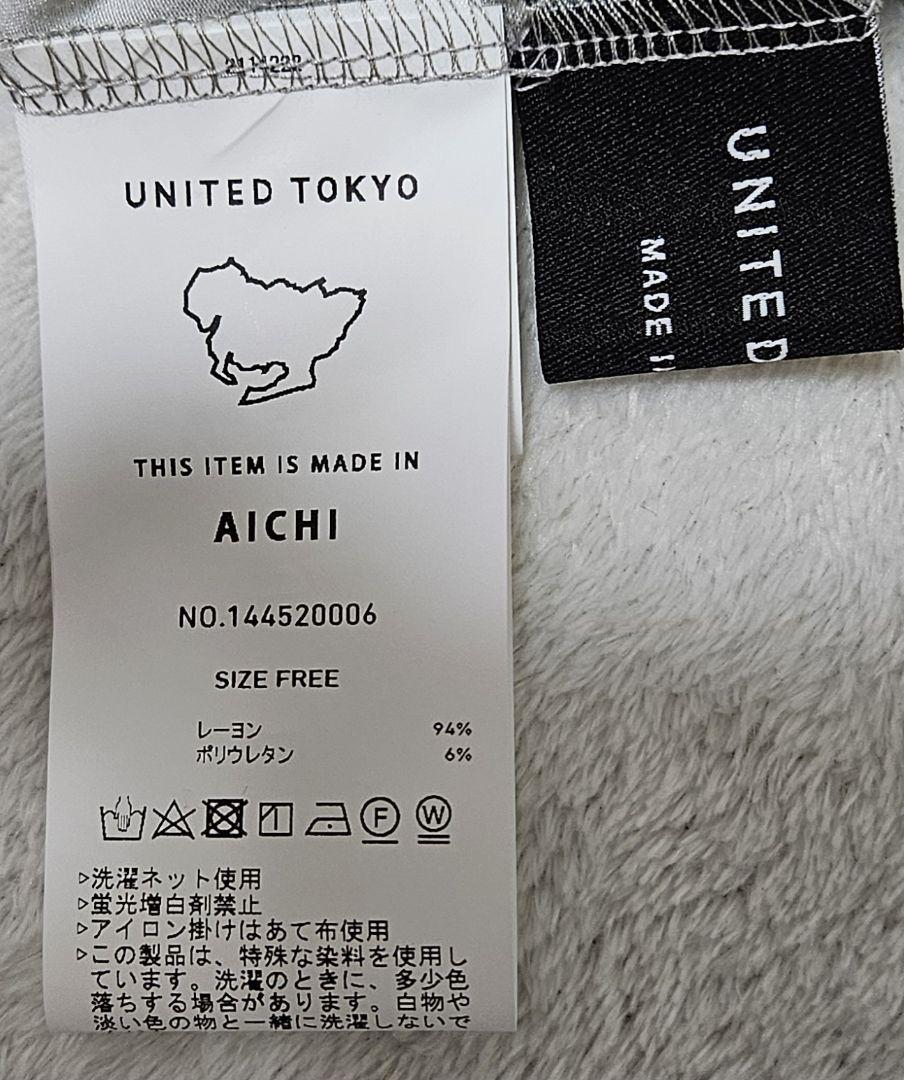 UNITED TOKYO
THIS ITEM IS MADE IN
AICHI
NO.144520006
SIZE FREE
レーヨン 94%
ポリウレタン 6%
F W
▷洗濯ネット使用
▷蛍光増白剤禁止
▷アイロン掛けはあて布使用
▷この製品は、特殊な染料を使用し
ています。洗濯のときに、多少色
落ちする場合があります。白物や
淡い色の物と一緒に洗濯しないで
UNITED
MADE